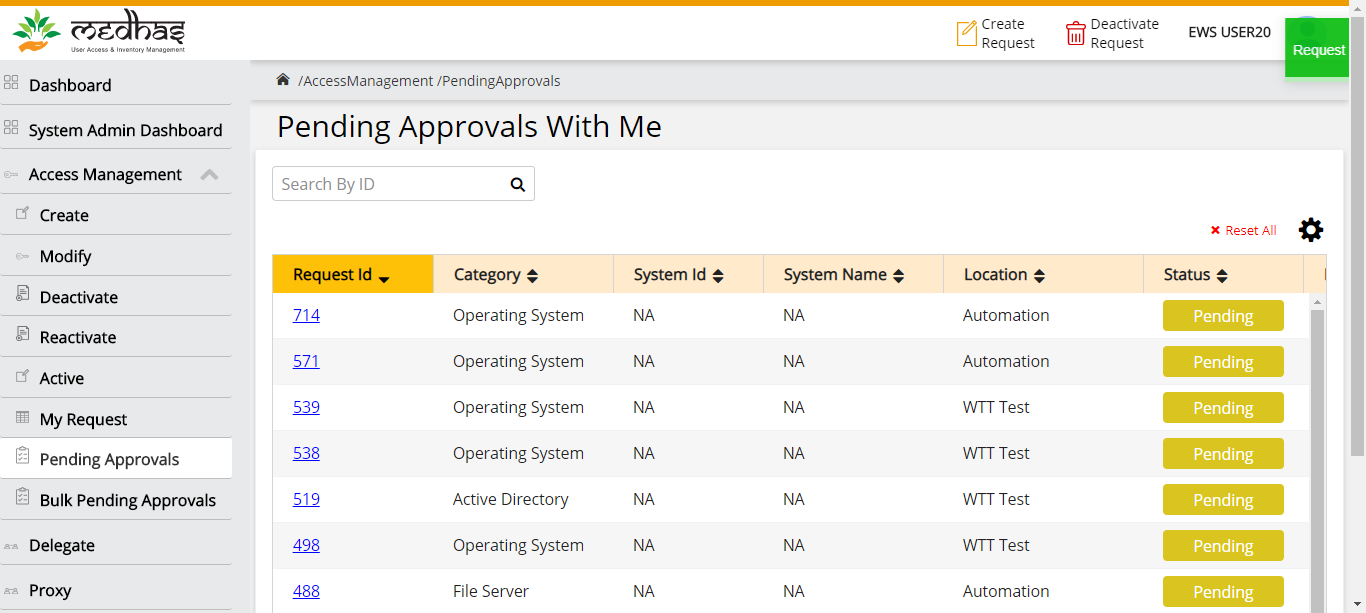 medhas
User Access & Inventory Management
Create
Request
Deactivate
Request
EWS USER20
Request
Dashboard
System Admin Dashboard
Access Management
Create
Modify
Deactivate
Reactivate
Active
My Request
Pending Approvals
Bulk Pending Approvals
Delegate
Proxy
/AccessManagement /PendingApprovals
Pending Approvals With Me
Search By ID
Reset All
Request Id Category System Id System Name Location Status
714 Operating System NA NA Automation Pending
571 Operating System NA NA Automation Pending
539 Operating System NA NA WTT Test Pending
538 Operating System NA NA WTT Test Pending
519 Active Directory NA NA WTT Test Pending
498 Operating System NA NA WTT Test Pending
488 File Server NA NA Automation Pending